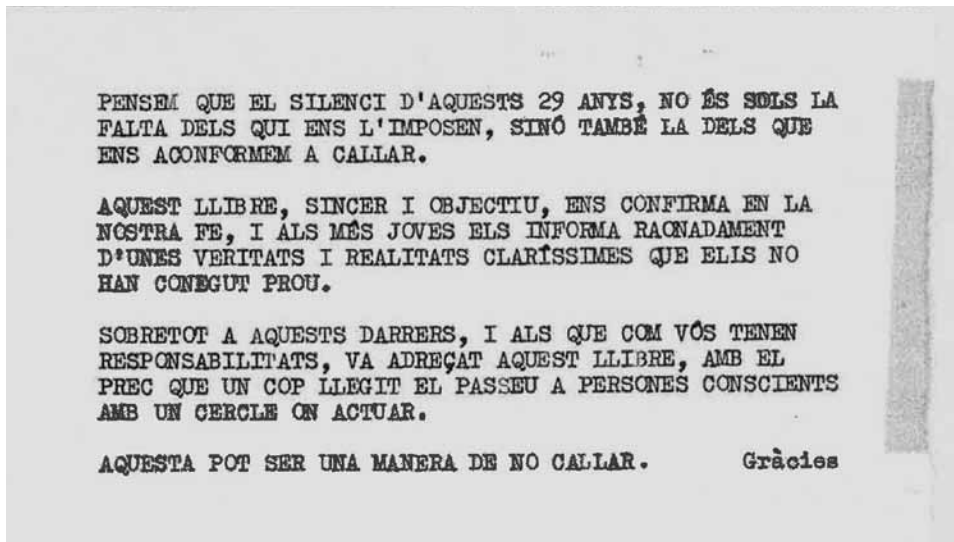 PENSEM QUE EL SILENCI D'AQUESTS 29 ANYS, NO ÉS SOLS LA
FALTA DELS QUI ENS L'IMPOSEN, SINÓ TAMBÉ LA DELS QUE
ENS ACONFORMEM A CALLAR.
AQUEST LLIBRE, SINCER I OBJECTIU, ENS CONFIRMA EN LA
NOSTRA FE, I ALS MÉS JOVES ELS INFORMA RAONADAMENT
D'UNES VERITATS I REALITATS CLARÍSSIMES QUE ELLS NO
HAN CONEGUT PROU.
SOBRETOT A AQUESTS DARRERS, I ALS QUE COM VÓS TENEN
RESPONSABILITATS, VA ADREÇAT AQUEST LLIBRE, AMB EL
PREC QUE UN COP LLEGIT EL PASSEU A PERSONES CONSCIENTS
AMB UN CERCLE ON ACTUAR.
AQUESTA POT SER UNA MANERA DE NO CALLAR. Gràcies